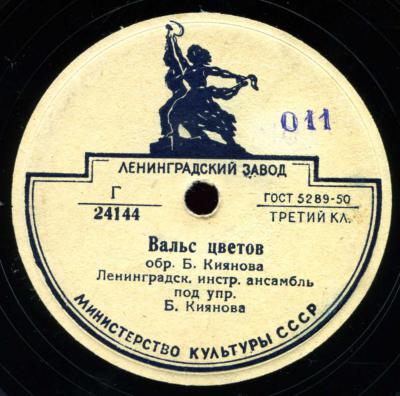 011
ЛЕНИНГРАДСКИЙ ЗАВОД
Г
24144
ГОСТ 5289-50
ТРЕТИЙ КЛ.
Вальс цветов
обр. Б. Киянова
Ленинградск. инстр. ансамбль
под упр.
Б. Киянова
МИНИСТЕРСТВО КУЛЬТУРЫ СССР